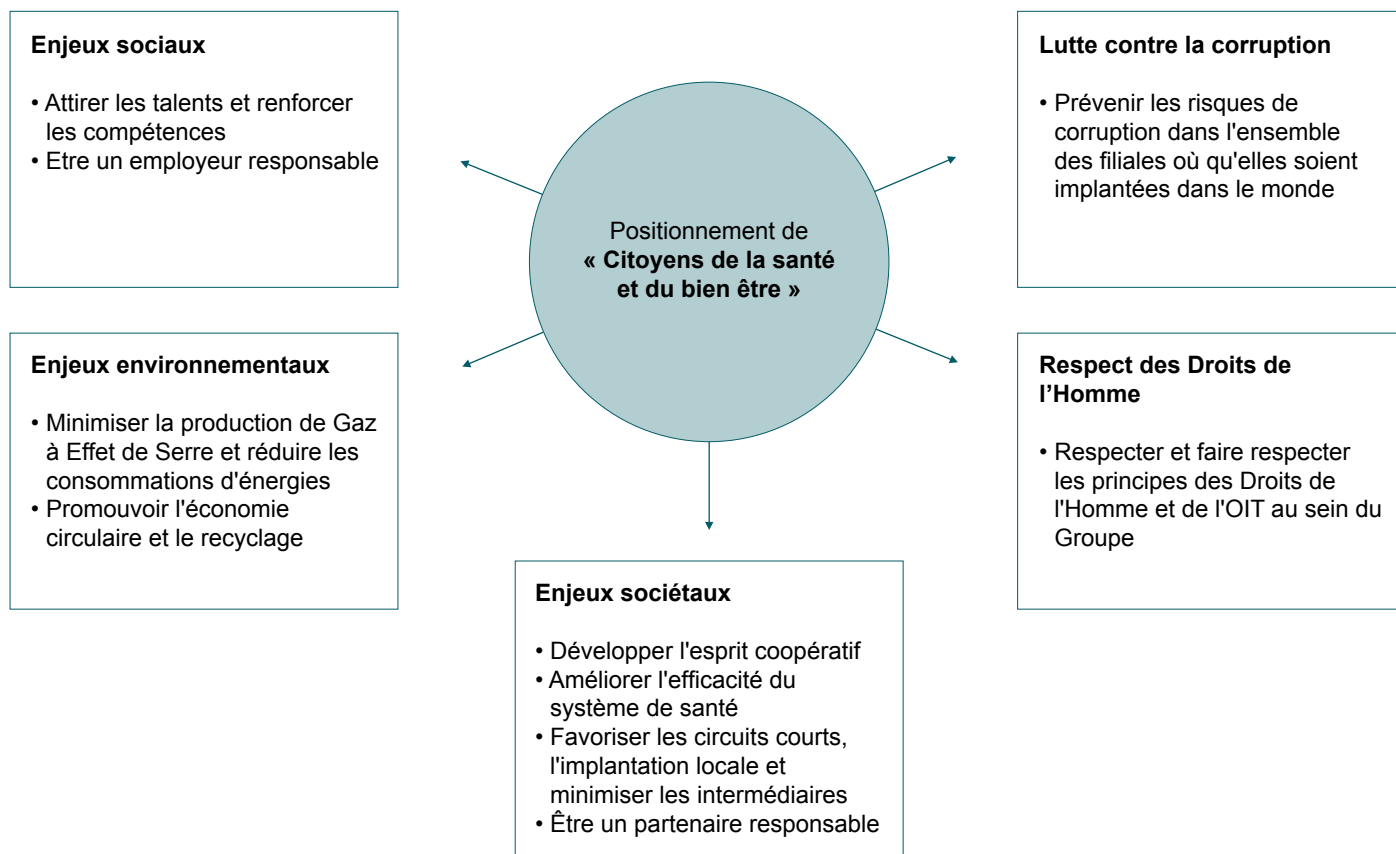 Enjeux sociaux
• Attirer les talents et renforcer
les compétences
• Etre un employeur responsable
Positionnement de
« Citoyens de la santé
et du bien être »
Lutte contre la corruption
• Prévenir les risques de
corruption dans l'ensemble
des filiales où qu'elles soient
implantées dans le monde
Enjeux environnementaux
• Minimiser la production de Gaz
à Effet de Serre et réduire les
consommations d'énergies
• Promouvoir l'économie
circulaire et le recyclage
Respect des Droits de
l’Homme
• Respecter et faire respecter
les principes des Droits de
l'Homme et de l'OIT au sein du
Groupe
Enjeux sociétaux
• Développer l'esprit coopératif
• Améliorer l'efficacité du
système de santé
• Favoriser les circuits courts,
l'implantation locale et
minimiser les intermédiaires
• Être un partenaire responsable